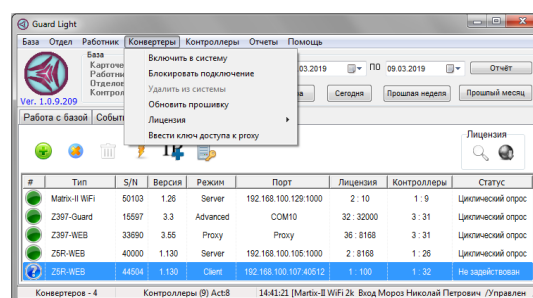 Guard Light
База Отдел Работник Конвертеры Контроллеры Отчеты Помощь
База
Включить в систему
Блокировать подключение
Удалить из системы
Обновить прошивку
Лицензия
Ввести ключ доступа к proxy
03.2019 ПО 09.03.2019 Отчёт
Сегодня Прошлая неделя Прошлый месяц
Ver. 1.0.9.209
Работа с базой
Лицензия
# Тип S/N Версия Режим Порт Лицензия Контроллеры Статус
Matrix-II WiFi 50103 1.26 Server 192.168.100.129:1000 2 : 10 1 : 9 Циклический опрос
Z397-Guard 15597 3.3 Advanced COM10 32 : 32000 3 : 31 Циклический опрос
Z397-WEB 33690 3.55 Proxy Proxy 36 : 8168 3 : 31 Циклический опрос
Z5R-WEB 40000 1.130 Server 192.168.100.105:1000 2 : 8168 1 : 26 Циклический опрос
Z5R-WEB 44504 1.130 Client 192.168.100.107:40512 1 : 100 1 : 32 Не задействован
Конвертеров - 4 Контроллеры (9) Act:8 14:41:21 [Martix-II WiFi 2k Вход Мороз Николай Петрович /Управлен